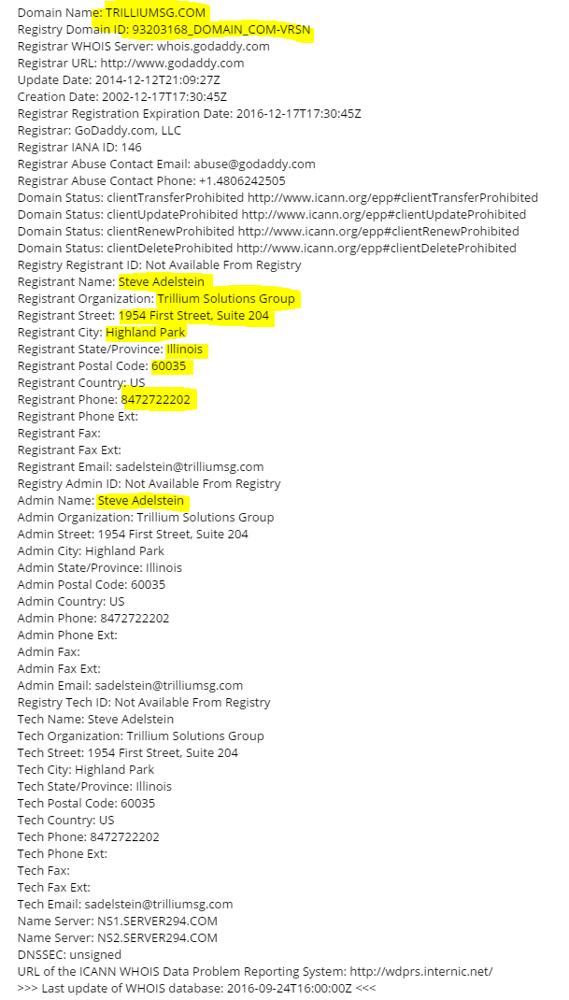 Domain Name: TRILLIUMSG.COM
Registry Domain ID: 93203168_DOMAIN_COM-VRSN
Registrar WHOIS Server: whois.godaddy.com
Registrar URL: http://www.godaddy.com
Update Date: 2014-12-12T21:09:27Z
Creation Date: 2002-12-17T17:30:45Z
Registrar Registration Expiration Date: 2016-12-17T17:30:45Z
Registrar: GoDaddy.com, LLC
Registrar IANA ID: 146
Registrar Abuse Contact Email: abuse@godaddy.com
Registrar Abuse Contact Phone: +1.4806242505
Domain Status: clientTransferProhibited http://www.icann.org/epp#clientTransferProhibited
Domain Status: clientUpdateProhibited http://www.icann.org/epp#clientUpdateProhibited
Domain Status: clientRenewProhibited http://www.icann.org/epp#clientRenewProhibited
Domain Status: clientDeleteProhibited http://www.icann.org/epp#clientDeleteProhibited
Registry Registrant ID: Not Available From Registry
Registrant Name: Steve Adelstein
Registrant Organization: Trillium Solutions Group
Registrant Street: 1954 First Street, Suite 204
Registrant City: Highland Park
Registrant State/Province: Illinois
Registrant Postal Code: 60035
Registrant Country: US
Registrant Phone: 8472722202
Registrant Phone Ext:
Registrant Fax:
Registrant Fax Ext:
Registrant Email: sadelstein@trilliumsg.com
Registry Admin ID: Not Available From Registry
Admin Name: Steve Adelstein
Admin Organization: Trillium Solutions Group
Admin Street: 1954 First Street, Suite 204
Admin City: Highland Park
Admin State/Province: Illinois
Admin Postal Code: 60035
Admin Country: US
Admin Phone: 8472722202
Admin Phone Ext:
Admin Fax:
Admin Fax Ext:
Admin Email: sadelstein@trilliumsg.com
Registry Tech ID: Not Available From Registry
Tech Name: Steve Adelstein
Tech Organization: Trillium Solutions Group
Tech Street: 1954 First Street, Suite 204
Tech City: Highland Park
Tech State/Province: Illinois
Tech Postal Code: 60035
Tech Country: US
Tech Phone: 8472722202
Tech Phone Ext:
Tech Fax:
Tech Fax Ext:
Tech Email: sadelstein@trilliumsg.com
Name Server: NS1.SERVER294.COM
Name Server: NS2.SERVER294.COM
DNSSEC: unsigned
URL of the ICANN WHOIS Data Problem Reporting System: http://wdprs.internic.net/
>>> Last update of WHOIS database: 2016-09-24T16:00:00Z <<<